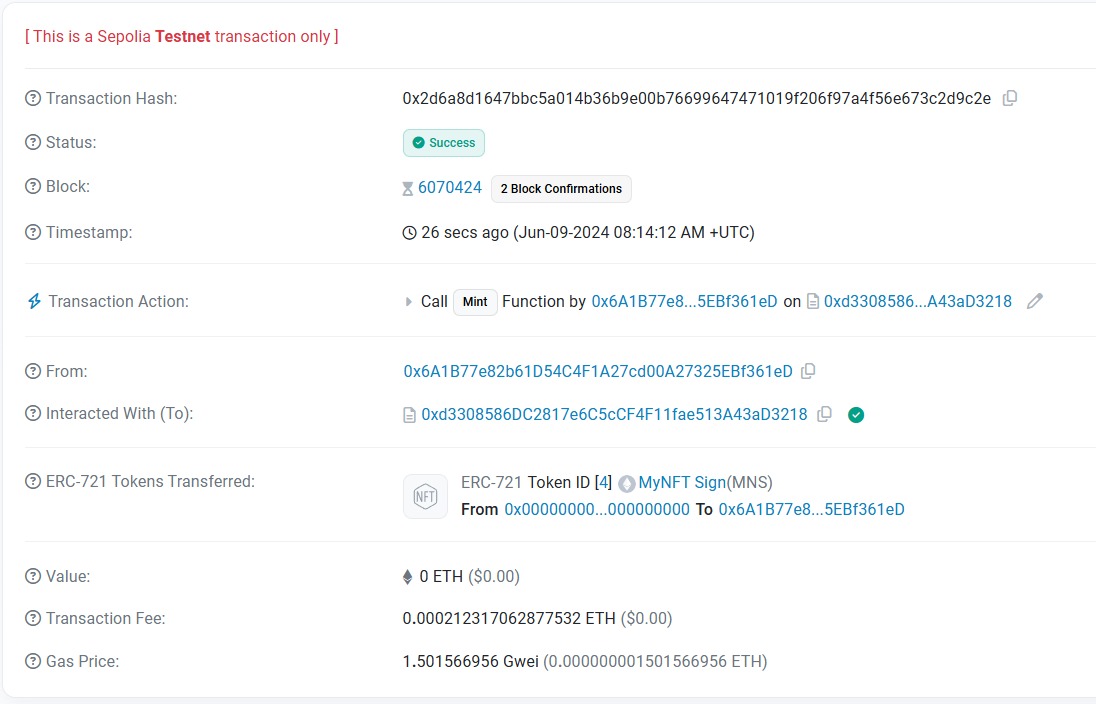 [ This is a Sepolia Testnet transaction only ]
Transaction Hash: 0x2d6a8d1647bbc5a014b36b9e00b76699647471019f206f97a4f56e673c2d9c2e
Status: Success
Block: 6070424 2 Block Confirmations
Timestamp: 26 secs ago (Jun-09-2024 08:14:12 AM +UTC)
Transaction Action: Call Mint Function by 0x6A1B77e8...5EBf361eD on 0xd3308586...A43aD3218
From: 0x6A1B77e82b61D54C4F1A27cd00A27325EBf361eD
Interacted With (To): 0xd3308586DC2817e6C5cCF4F11fae513A43aD3218
ERC-721 Tokens Transferred: ERC-721 Token ID [4] MyNFT Sign(MNS)
NFT From 0x00000000...000000000 To 0x6A1B77e8...5EBf361eD
Value: 0 ETH ($0.00)
Transaction Fee: 0.000212317062877532 ETH ($0.00)
Gas Price: 1.501566956 Gwei (0.000000001501566956 ETH)